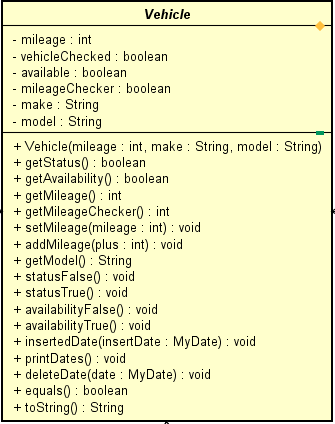 Vehicle
- mileage : int
- vehicleChecked : boolean
- available : boolean
- mileageChecker : boolean
- make : String
- model : String
+ Vehicle(mileage : int, make : String, model : String)
+ getStatus() : boolean
+ getAvailability() : boolean
+ getMileage() : int
+ getMileageChecker() : int
+ setMileage(mileage : int) : void
+ addMileage(plus : int) : void
+ getModel() : String
+ statusFalse() : void
+ statusTrue() : void
+ availabilityFalse() : void
+ availabilityTrue() : void
+ insertedDate(insertDate : MyDate) : void
+ printDates() : void
+ deleteDate(date : MyDate) : void
+ equals() : boolean
+ toString() : String